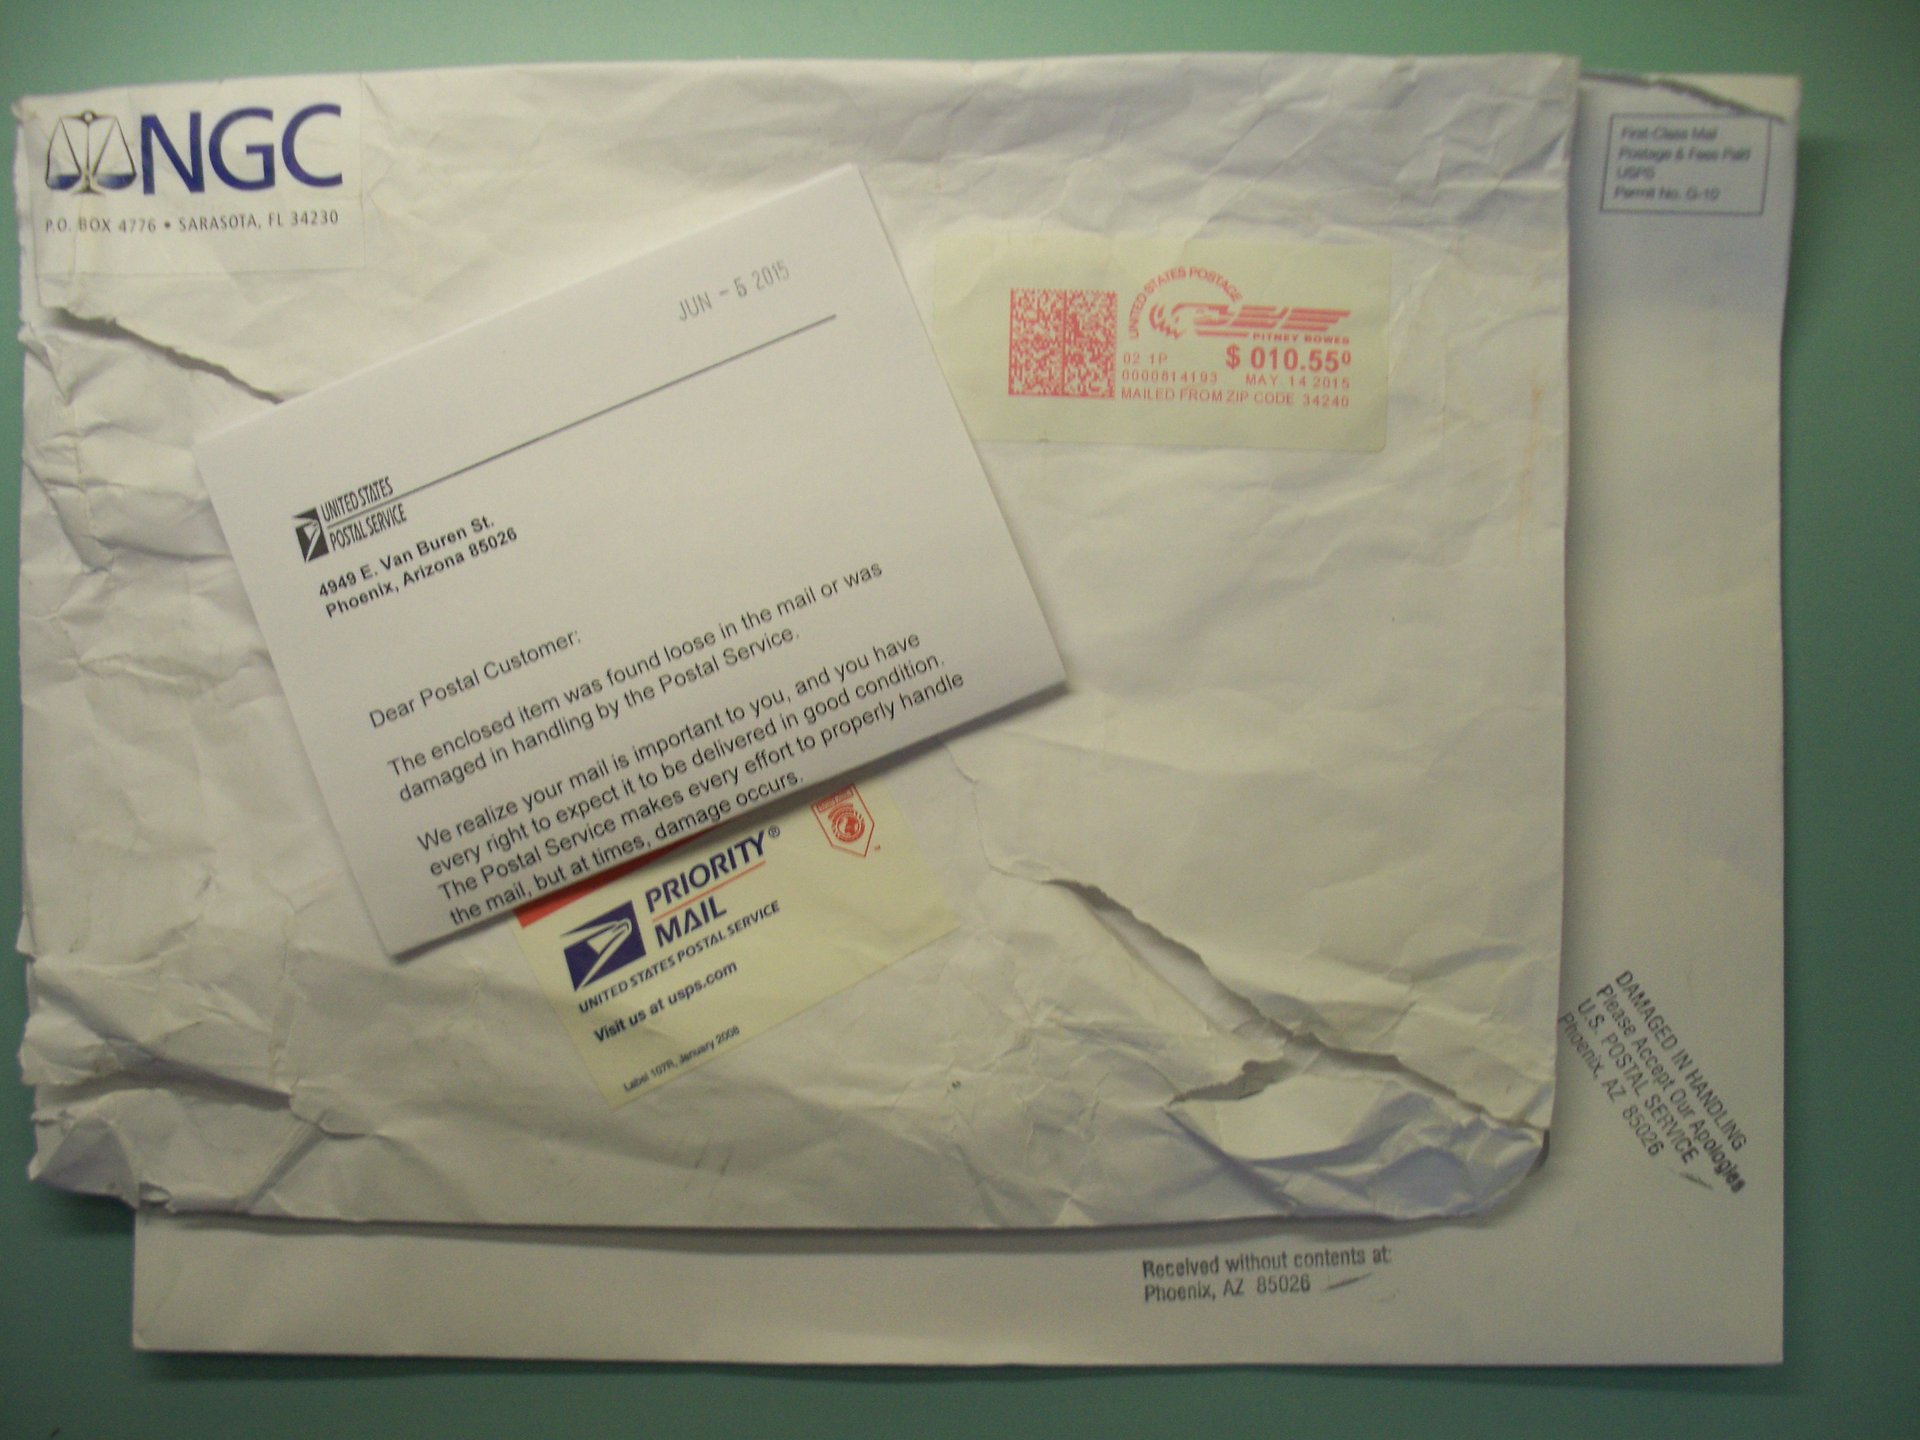 NGC
P.O. BOX 4776 • SARASOTA, FL 34230
First-Class Mail
Postage & Fees Paid
USPS
Permit No. G-10
UNITED STATES POSTAGE
PITNEY BOWES
02 1P $ 010.55⁰
0000814193 MAY 14 2015
MAILED FROM ZIP CODE 34240
JUN - 5 2015
UNITED STATES
POSTAL SERVICE
4949 E. Van Buren St.
Phoenix, Arizona 85026
Dear Postal Customer:
The enclosed item was found loose in the mail or was
damaged in handling by the Postal Service.
We realize your mail is important to you, and you have
every right to expect it to be delivered in good condition.
The Postal Service makes every effort to properly handle
the mail, but at times, damage occurs.
PRIORITY®
MAIL
UNITED STATES POSTAL SERVICE
Visit us at usps.com
Label 107R, January 2008
DAMAGED IN HANDLING
Please Accept Our Apologies
U.S. POSTAL SERVICE
Phoenix, AZ 85026
Received without contents at:
Phoenix, AZ 85026